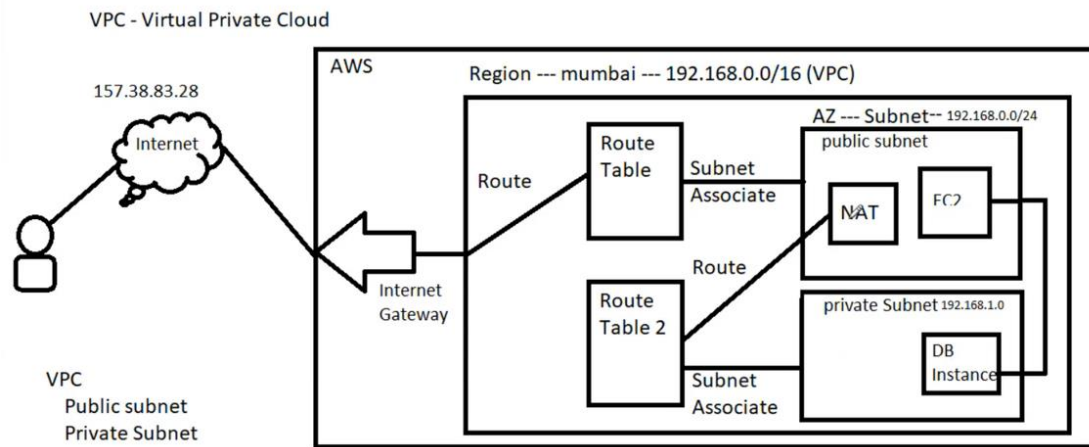 VPC - Virtual Private Cloud
AWS
Region --- mumbai --- 192.168.0.0/16 (VPC)
157.38.83.28
Internet
AZ --- Subnet-- 192.168.0.0/24
public subnet
Route
Table
Subnet
Associate
Route
NAT
EC2
Route
Internet
Gateway
Route
Table 2
private Subnet 192.168.1.0
DB
Instance
Subnet
Associate
VPC
Public subnet
Private Subnet